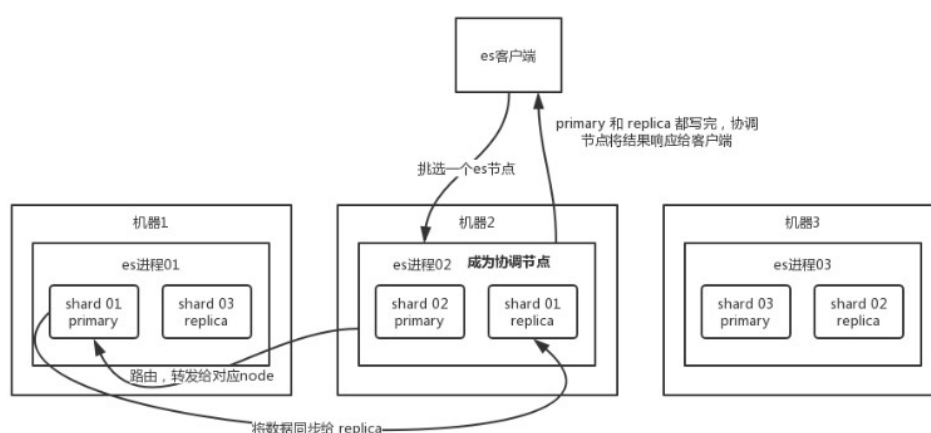 es客户端
primary 和 replica 都写完，协调
节点将结果响应给客户端
挑选一个es节点
机器1
es进程01
shard 01
primary
shard 03
replica
机器2
es进程02
成为协调节点
shard 02
primary
shard 01
replica
机器3
es进程03
shard 03
primary
shard 02
replica
路由，转发给对应node
将数据同步给 replica